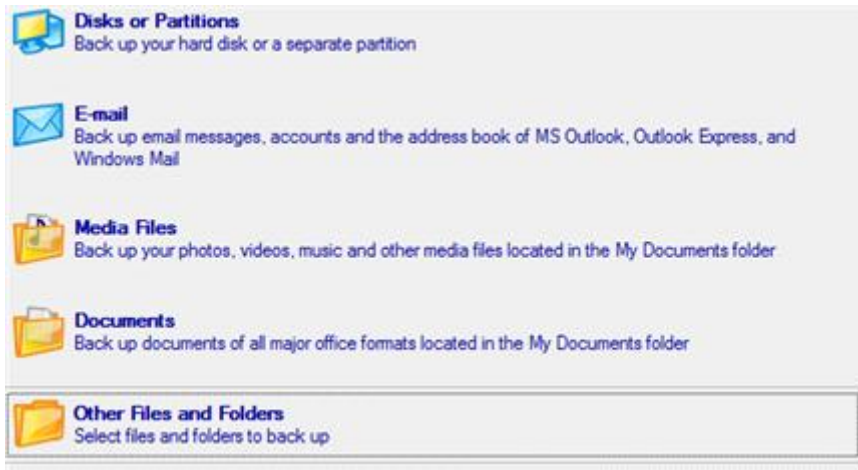 Disks or Partitions
Back up your hard disk or a separate partition
E-mail
Back up email messages, accounts and the address book of MS Outlook, Outlook Express, and
Windows Mail
Media Files
Back up your photos, videos, music and other media files located in the My Documents folder
Documents
Back up documents of all major office formats located in the My Documents folder
Other Files and Folders
Select files and folders to back up